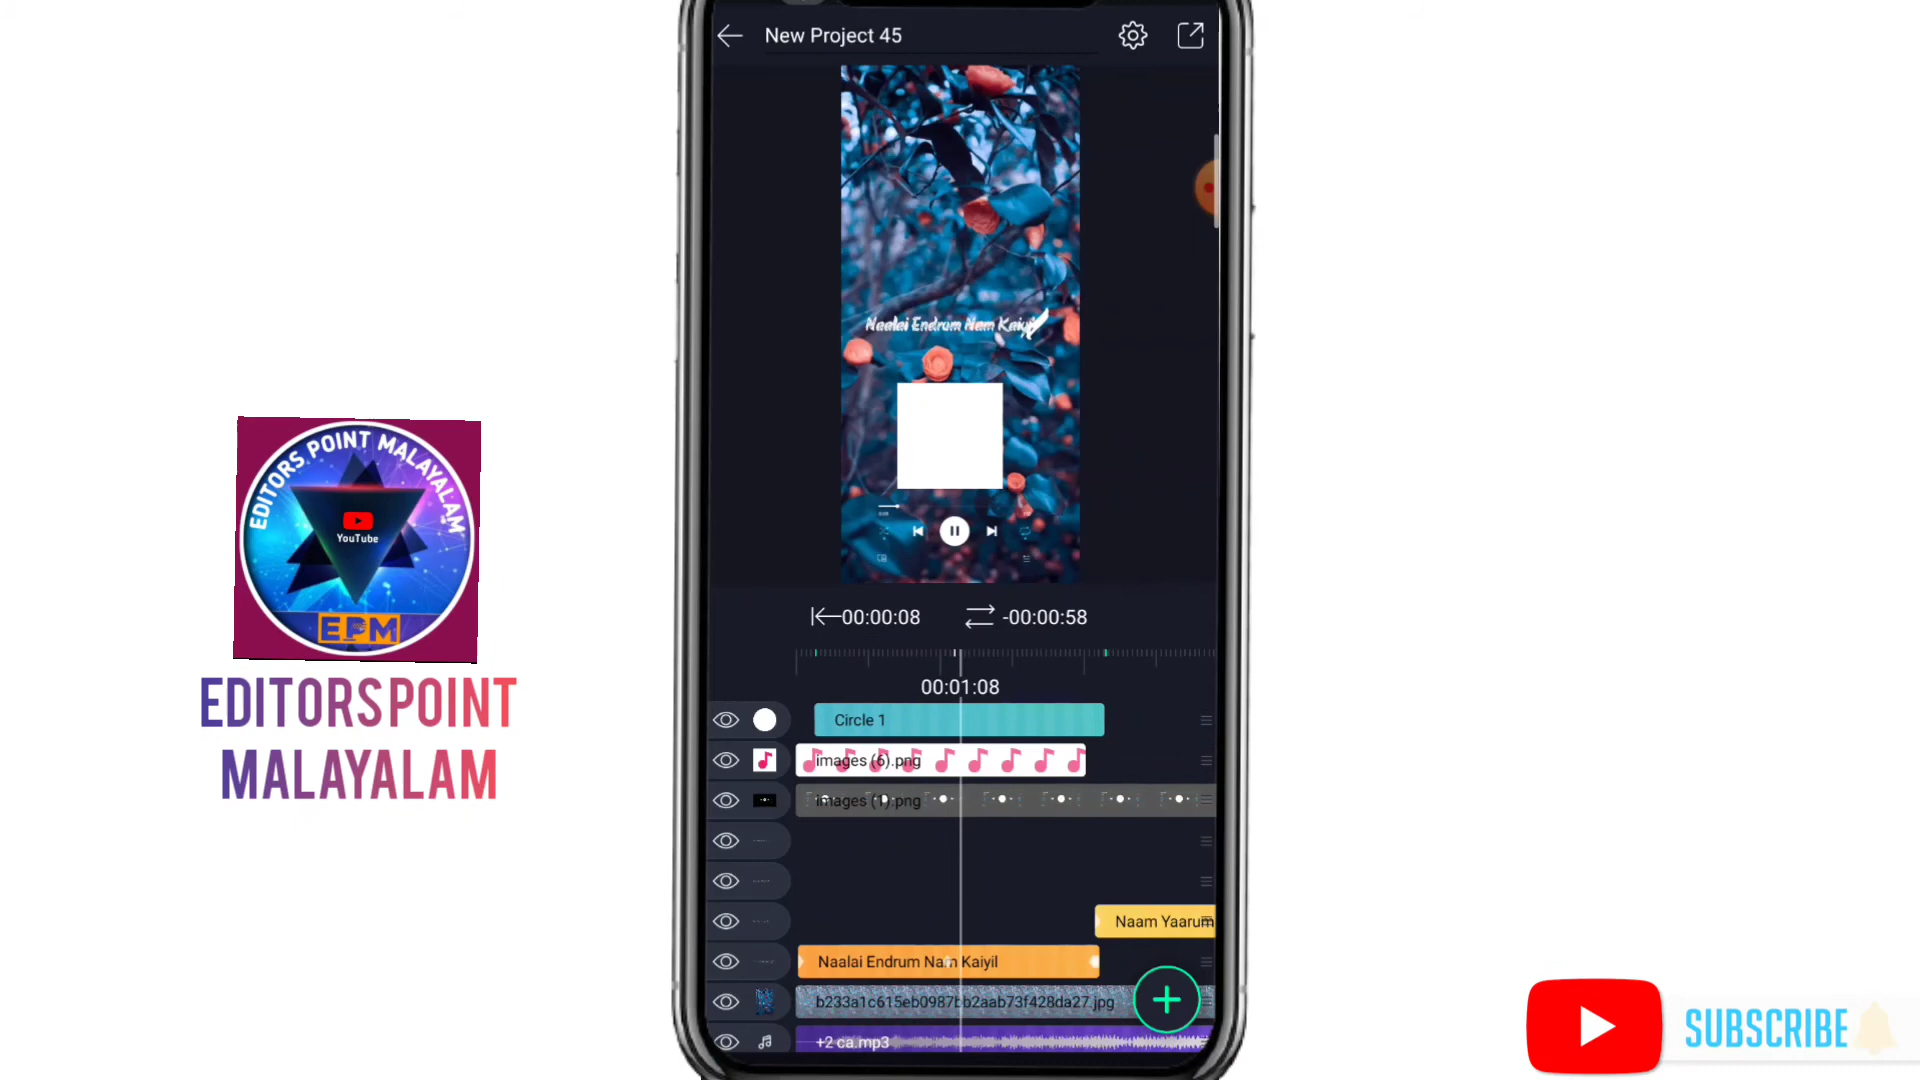 New Project 45
Naalai Endrum Nam Kaiyil
00:00:08
-00:00:58
00:01:08
Circle 1
images (6).png
images (1).png
Naam Yaarum
Naalai Endrum Nam Kaiyil
b233a1c615eb0987bb2aab73f428da27.jpg
+2 ca.mp3
EDITORS POINT MALAYALAM
YouTube
EPM
EDITORS POINT
MALAYALAM
SUBSCRIBE